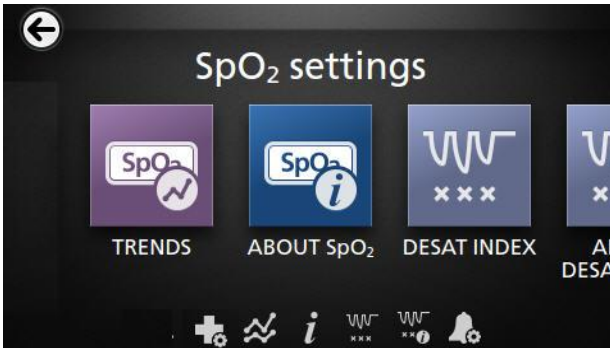 SpO₂ settings
SpO₂
SpO₂
TRENDS
ABOUT SpO₂
DESAT INDEX